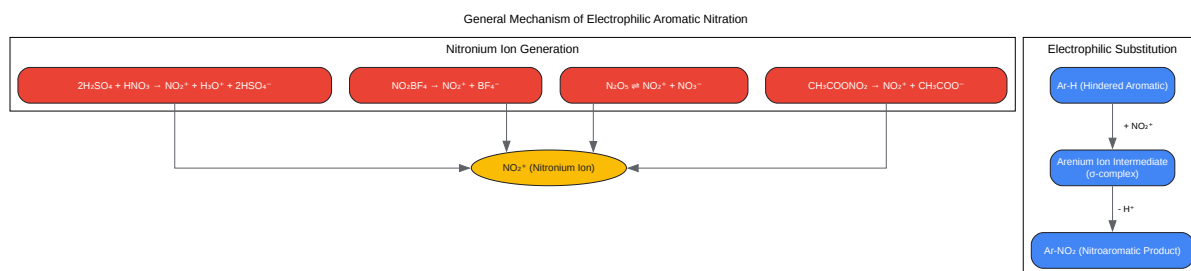 General Mechanism of Electrophilic Aromatic Nitration
Nitronium Ion Generation
2H₂SO₄ + HNO₃ → NO₂⁺ + H₃O⁺ + 2HSO₄⁻
NO₂BF₄ → NO₂⁺ + BF₄⁻
N₂O₅ ⇌ NO₂⁺ + NO₃⁻
CH₃COONO₂ → NO₂⁺ + CH₃COO⁻
NO₂⁺ (Nitronium Ion)
Electrophilic Substitution
Ar-H (Hindered Aromatic)
+ NO₂⁺
Arenium Ion Intermediate
(σ-complex)
- H⁺
Ar-NO₂ (Nitroaromatic Product)